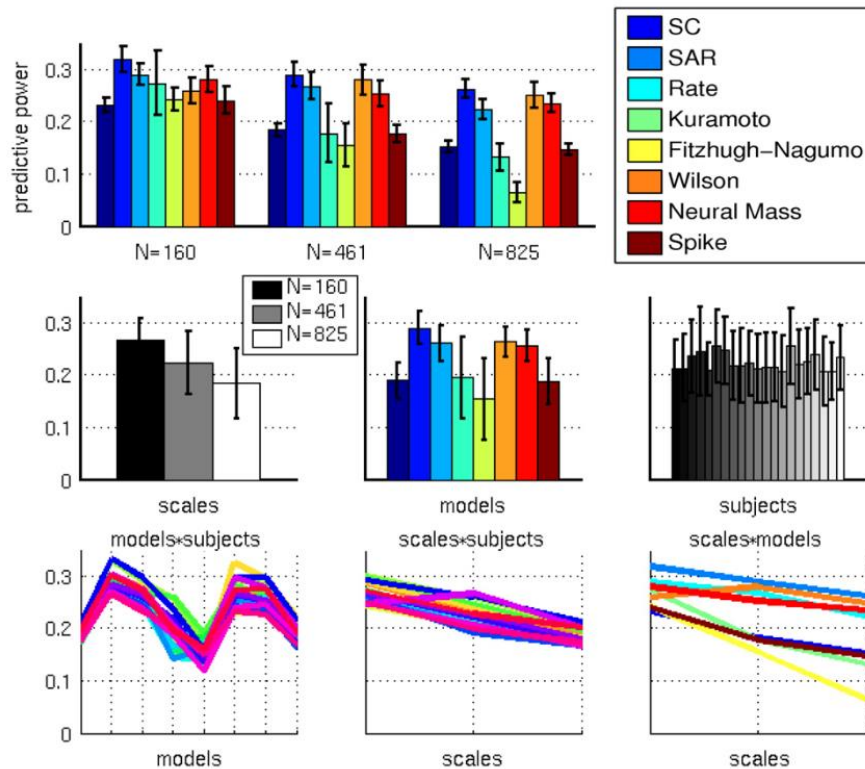 SC
SAR
Rate
Kuramoto
Fitzhugh-Nagumo
Wilson
Neural Mass
Spike
predictive power
0.3
0.2
0.1
0
N=160
N=461
N=825
0.3
0.2
0.1
0
N=160
N=461
N=825
scales
models
subjects
models*subjects
scales*subjects
scales*models
0.3
0.2
0.1
0
models
scales
scales